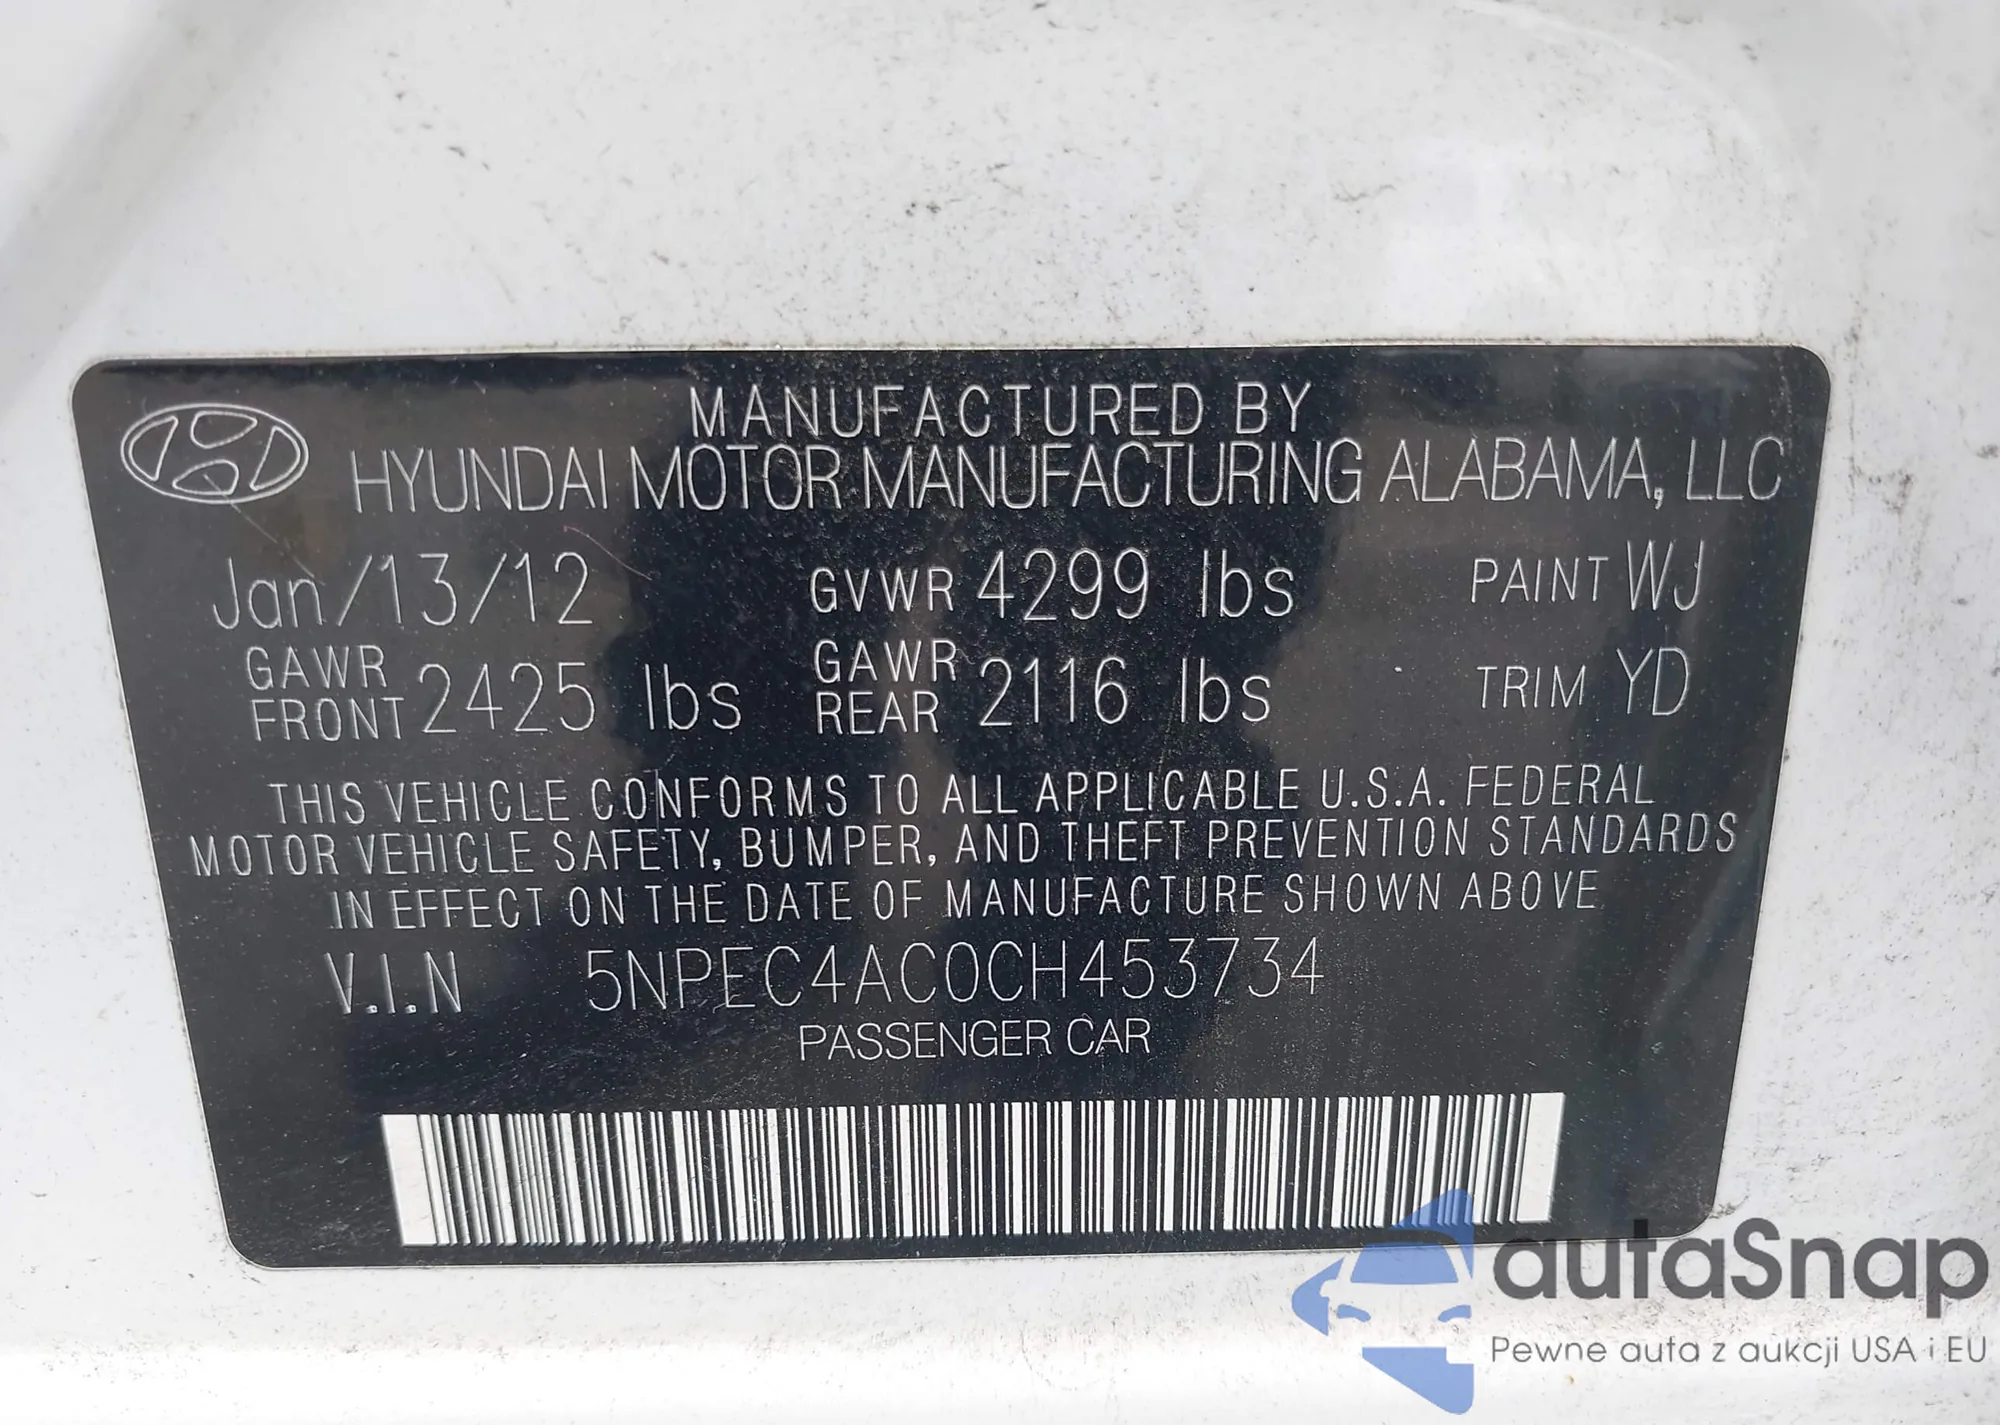 MANUFACTURED BY
HYUNDAI MOTOR MANUFACTURING ALABAMA, LLC
Jan/13/12 GVWR 4299 lbs PAINT WJ
GAWR FRONT 2425 lbs GAWR REAR 2116 lbs TRIM YD
THIS VEHICLE CONFORMS TO ALL APPLICABLE U.S.A. FEDERAL
MOTOR VEHICLE SAFETY, BUMPER, AND THEFT PREVENTION STANDARDS
IN EFFECT ON THE DATE OF MANUFACTURE SHOWN ABOVE
V.I.N 5NPEC4AC0CH453734
PASSENGER CAR
autaSnap
Pewne auta z aukcji USA i EU